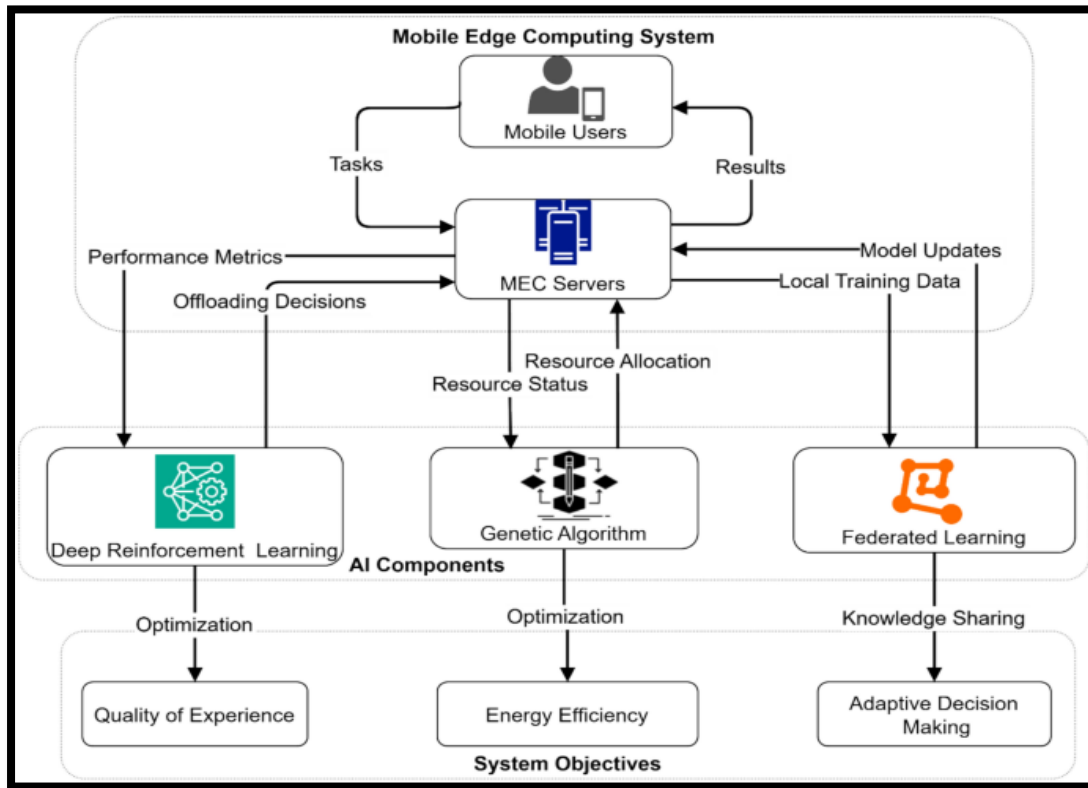 Mobile Edge Computing System
Mobile Users
Tasks
Results
MEC Servers
Performance Metrics
Model Updates
Offloading Decisions
Local Training Data
Resource Allocation
Resource Status
Deep Reinforcement Learning
Genetic Algorithm
Federated Learning
AI Components
Optimization
Optimization
Knowledge Sharing
Quality of Experience
Energy Efficiency
Adaptive Decision
Making
System Objectives